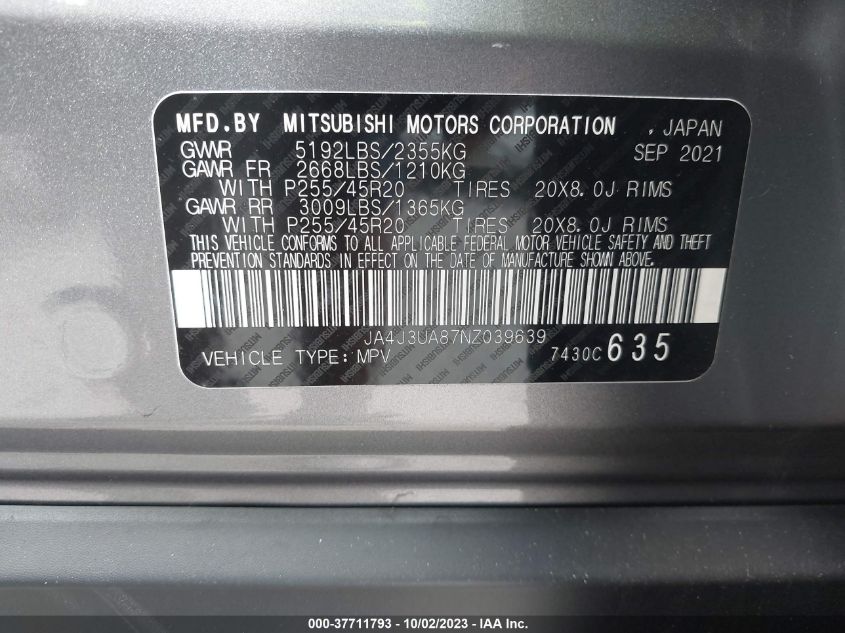 MFD.BY MITSUBISHI MOTORS CORPORATION , JAPAN
GVWR 5192LBS/2355KG SEP 2021
GAWR FR 2668LBS/1210KG
WITH P255/45R20 TIRES 20X8.0J RIMS
GAWR RR 3009LBS/1365KG
WITH P255/45R20 TIRES 20X8.0J RIMS
THIS VEHICLE CONFORMS TO ALL APPLICABLE FEDERAL MOTOR VEHICLE SAFETY AND THEFT
PREVENTION STANDARDS IN EFFECT ON THE DATE OF MANUFACTURE SHOWN ABOVE.
JA4J3UA87NZ039639
VEHICLE TYPE: MPV 7430C 635
000-37711793 - 10/02/2023 - IAA Inc.